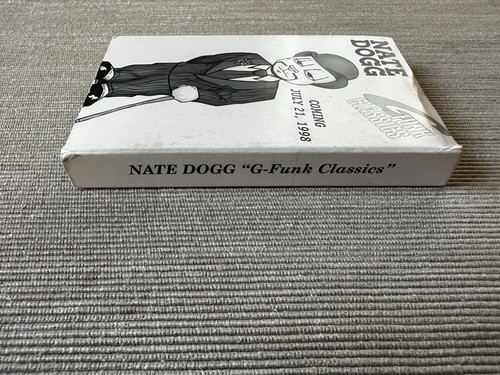 NATE
DOGG
G FUNK
CLASSICS
COMING
JULY 21, 1998
NATE DOGG "G-Funk Classics"